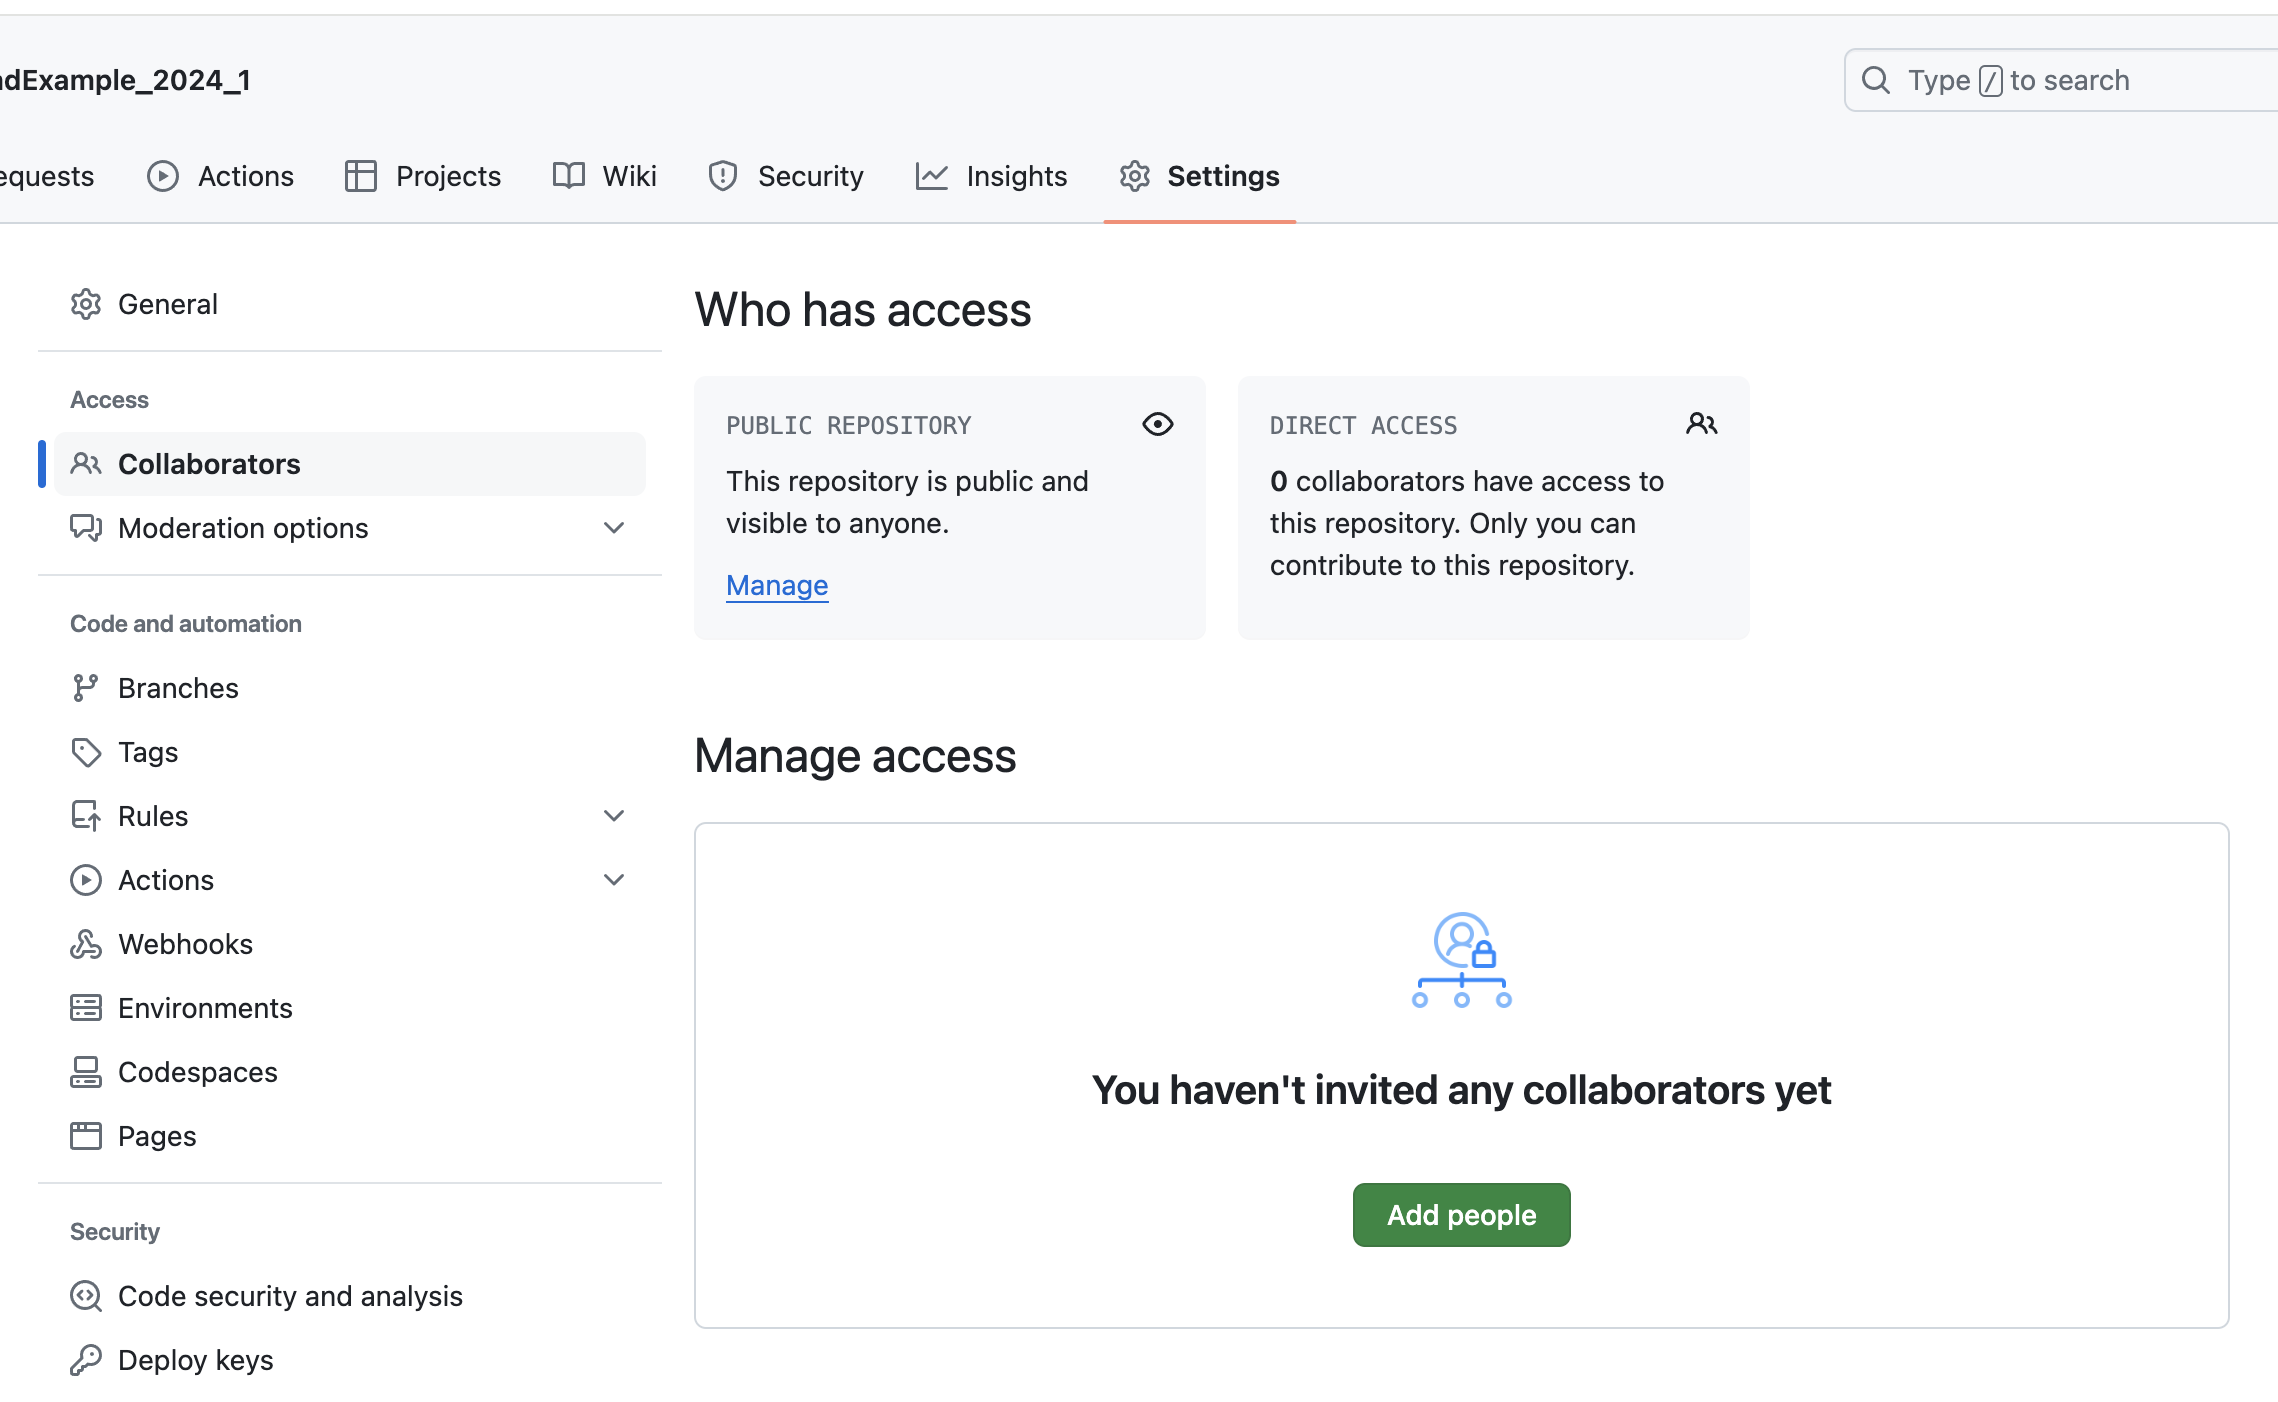 ndExample_2024_1
Type / to search
equests
Actions
Projects
Wiki
Security
Insights
Settings
General
Access
Collaborators
Moderation options
Code and automation
Branches
Tags
Rules
Actions
Webhooks
Environments
Codespaces
Pages
Security
Code security and analysis
Deploy keys
Who has access
PUBLIC REPOSITORY
This repository is public and
visible to anyone.
Manage
DIRECT ACCESS
0 collaborators have access to
this repository. Only you can
contribute to this repository.
Manage access
You haven't invited any collaborators yet
Add people